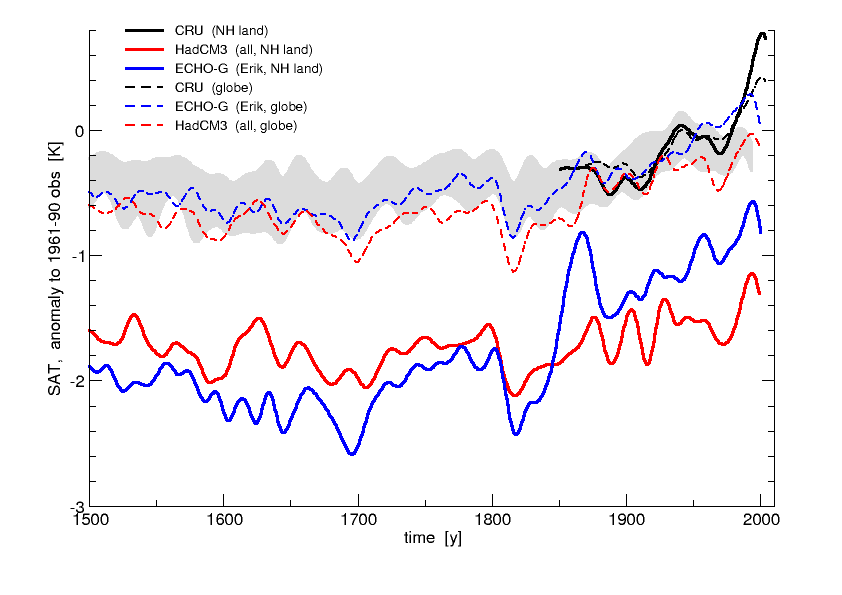 CRU (NH land)
HadCM3 (all, NH land)
ECHO-G (Erik, NH land)
CRU (globe)
ECHO-G (Erik, globe)
HadCM3 (all, globe)
SAT, anomaly to 1961-90 obs [K]
0
-1
-2
-3
1500 1600 1700 1800 1900 2000
time [y]